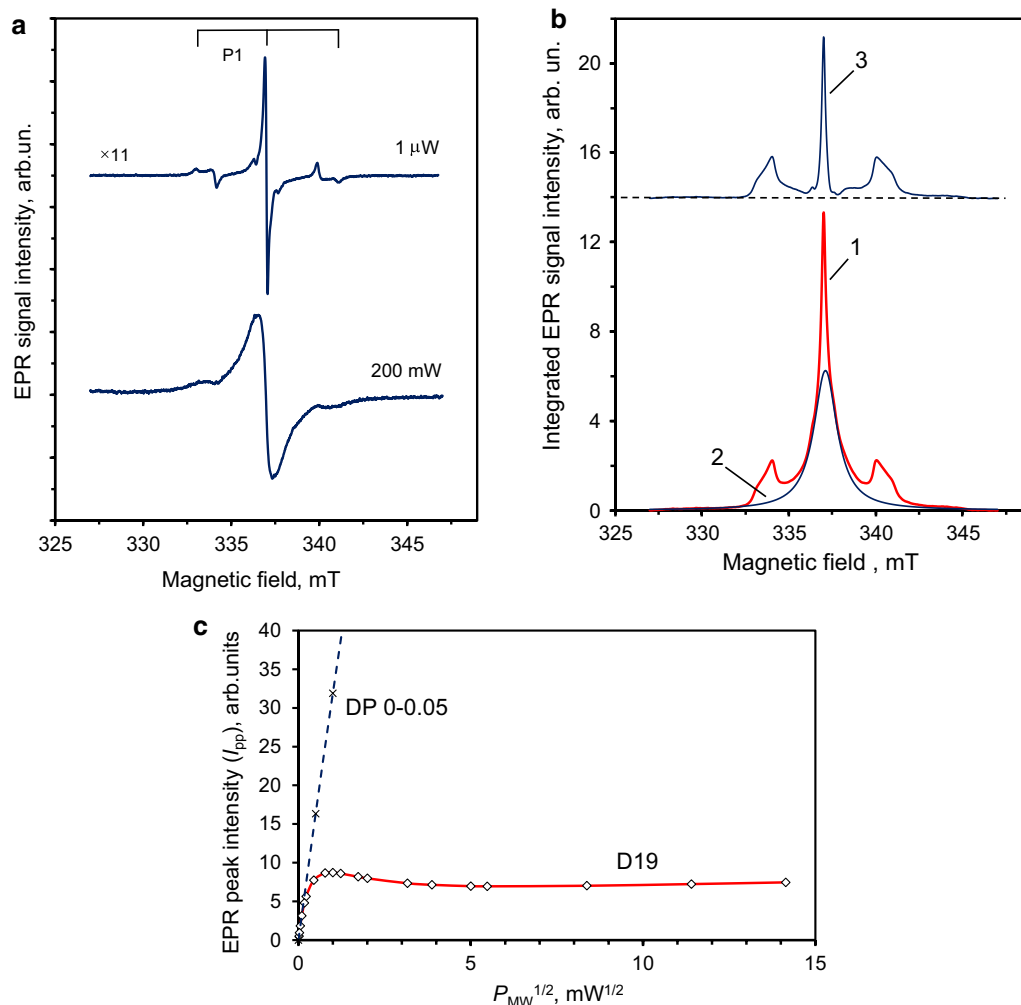 a
P1
×11
1 μW
200 mW
EPR signal intensity, arb.un.
325 330 335 340 345
Magnetic field, mT
b
20
16
12
8
4
0
3
1
2
Integrated EPR signal intensity, arb. un.
325 330 335 340 345
Magnetic field , mT
c
40
35
30
25
20
15
10
5
0
DP 0-0.05
D19
EPR peak intensity (Ipp), arb.units
0 5 10 15
PMW1/2, mW1/2